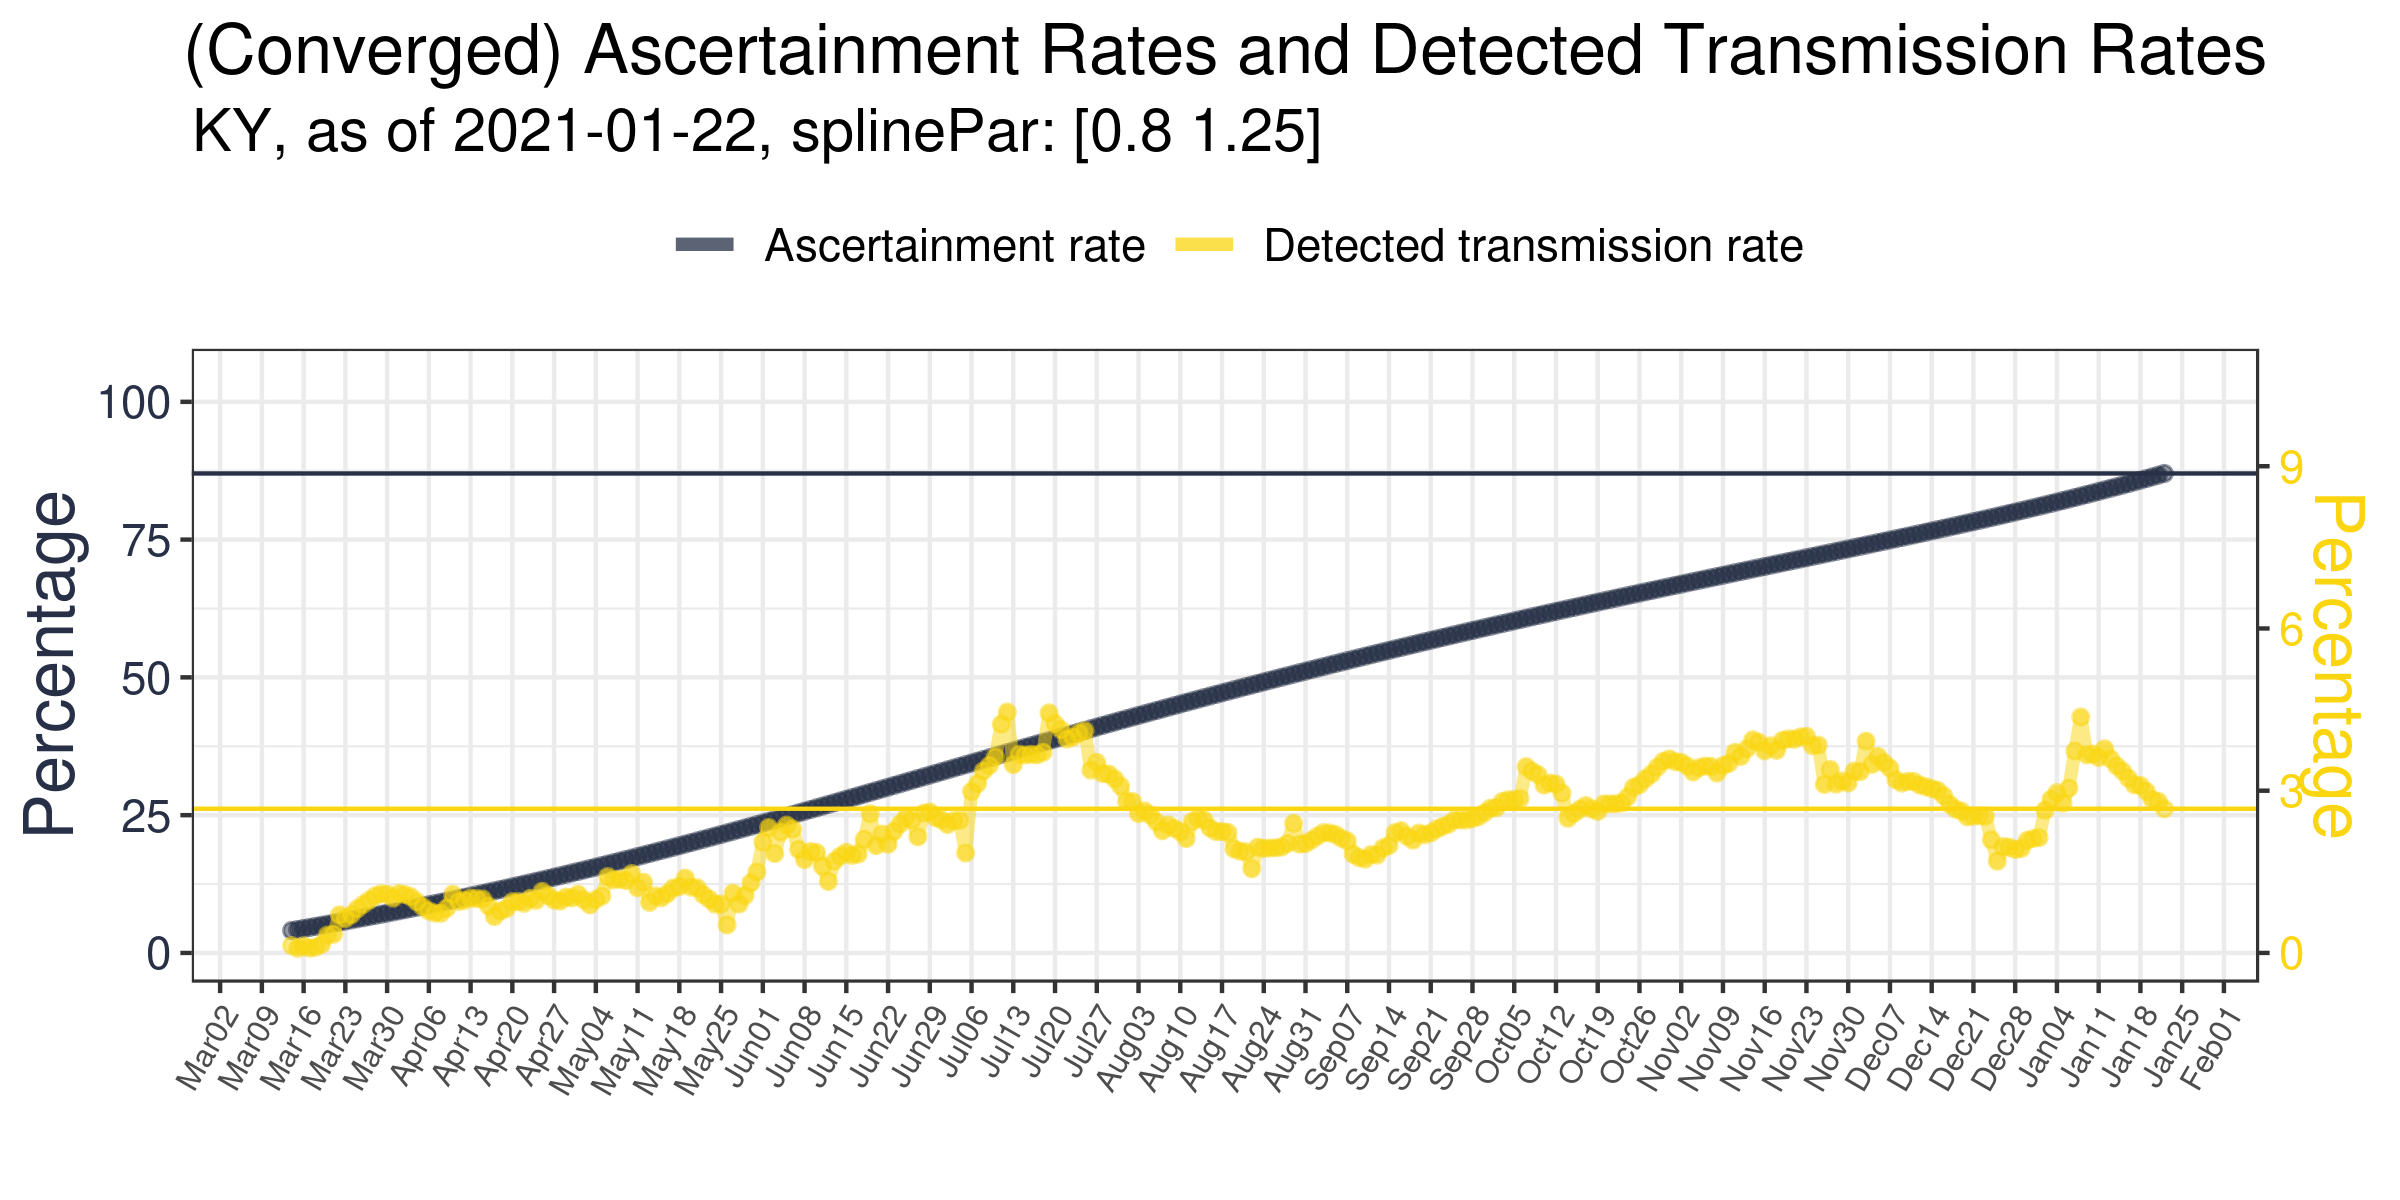 (Converged) Ascertainment Rates and Detected Transmission Rates
KY, as of 2021-01-22, splinePar: [0.8 1.25]
Ascertainment rate
Detected transmission rate
Percentage
100
75
50
25
0
9
6
3
0
Percentage
Mar02
Mar09
Mar16
Mar23
Mar30
Apr06
Apr13
Apr20
Apr27
May04
May11
May18
May25
Jun01
Jun08
Jun15
Jun22
Jun29
Jul06
Jul13
Jul20
Jul27
Aug03
Aug10
Aug17
Aug24
Aug31
Sep07
Sep14
Sep21
Sep28
Oct05
Oct12
Oct19
Oct26
Nov02
Nov09
Nov16
Nov23
Nov30
Dec07
Dec14
Dec21
Dec28
Jan04
Jan11
Jan18
Jan25
Feb01